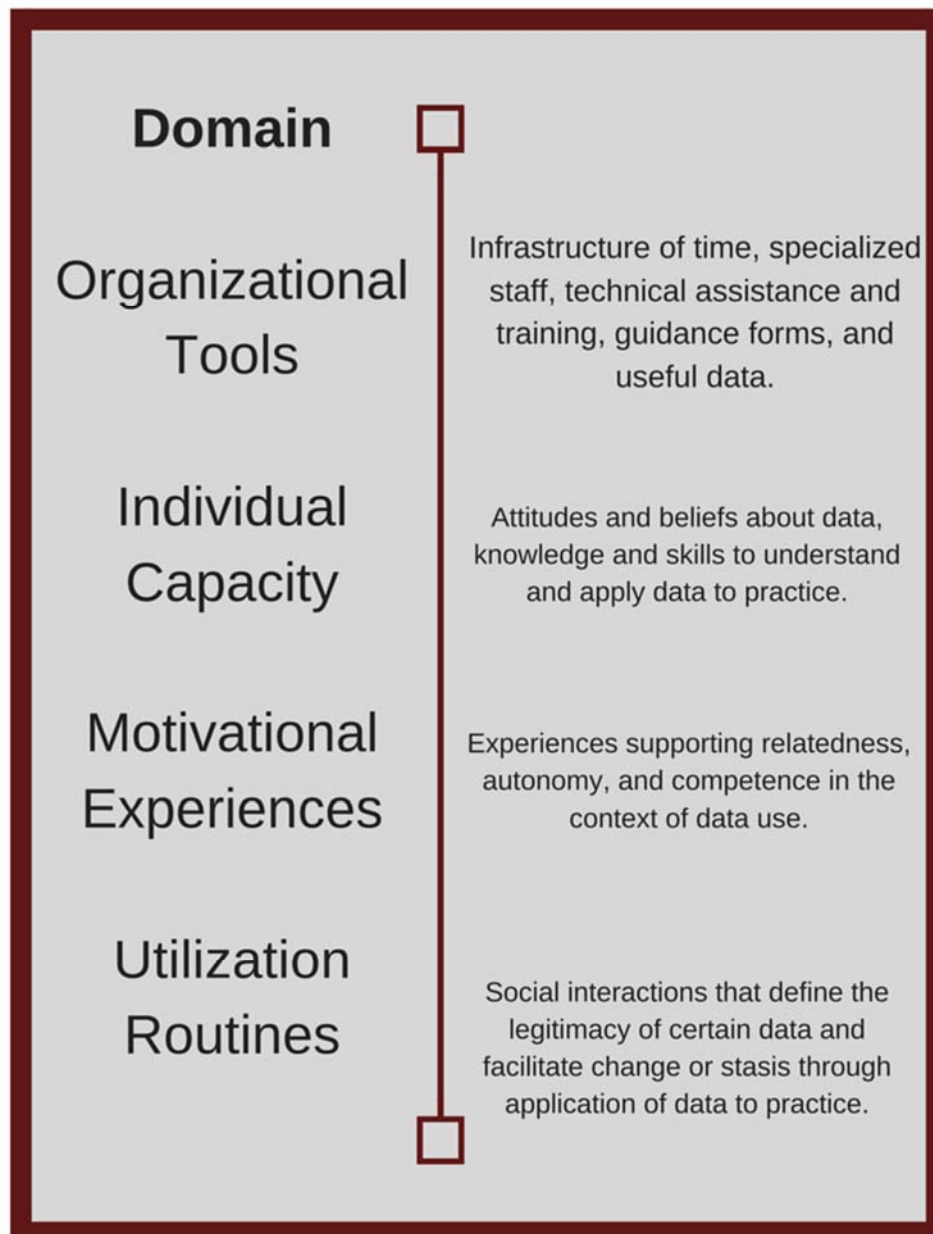 Domain
Organizational
Tools
Infrastructure of time, specialized
staff, technical assistance and
training, guidance forms, and
useful data.
Individual
Capacity
Attitudes and beliefs about data,
knowledge and skills to understand
and apply data to practice.
Motivational
Experiences
Experiences supporting relatedness,
autonomy, and competence in the
context of data use.
Utilization
Routines
Social interactions that define the
legitimacy of certain data and
facilitate change or stasis through
application of data to practice.